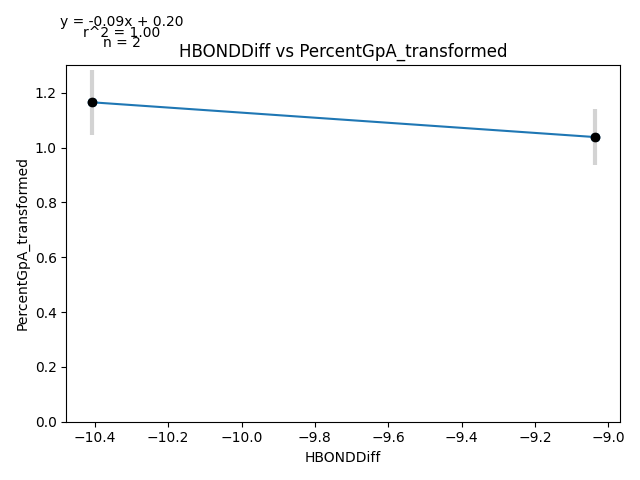 y = -0.09x + 0.20
r^2 = 1.00
n = 2
HBONDDiff vs PercentGpA_transformed
1.2
1.0
0.8
0.6
0.4
0.2
0.0
PercentGpA_transformed
−10.4 −10.2 −10.0 −9.8 −9.6 −9.4 −9.2 −9.0
HBONDDiff